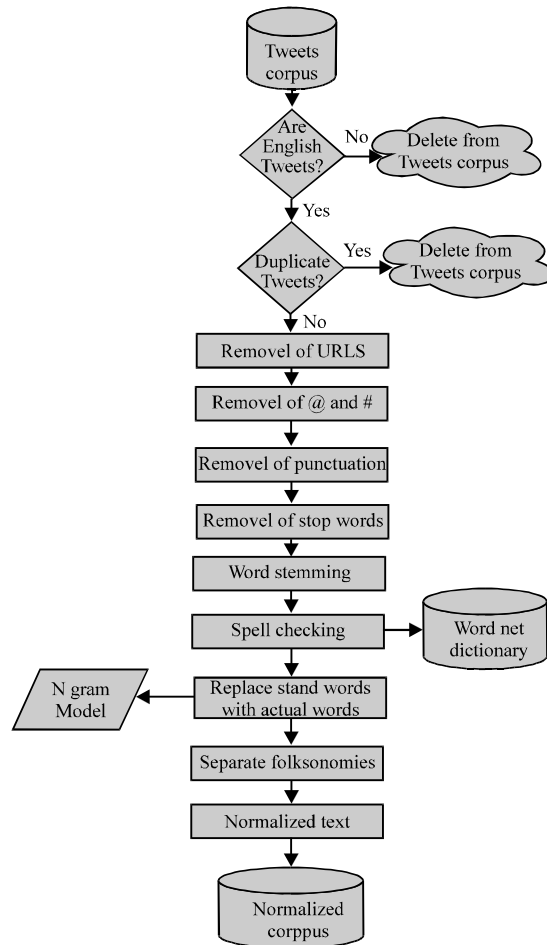 Tweets
corpus
Are
English
Tweets?
No
Delete from
Tweets corpus
Yes
Duplicate
Tweets?
Yes
Delete from
Tweets corpus
No
Removel of URLS
Removel of @ and #
Removel of punctuation
Removel of stop words
Word stemming
Spell checking
Word net
dictionary
N gram
Model
Replace stand words
with actual words
Separate folksonomies
Normalized text
Normalized
corppus